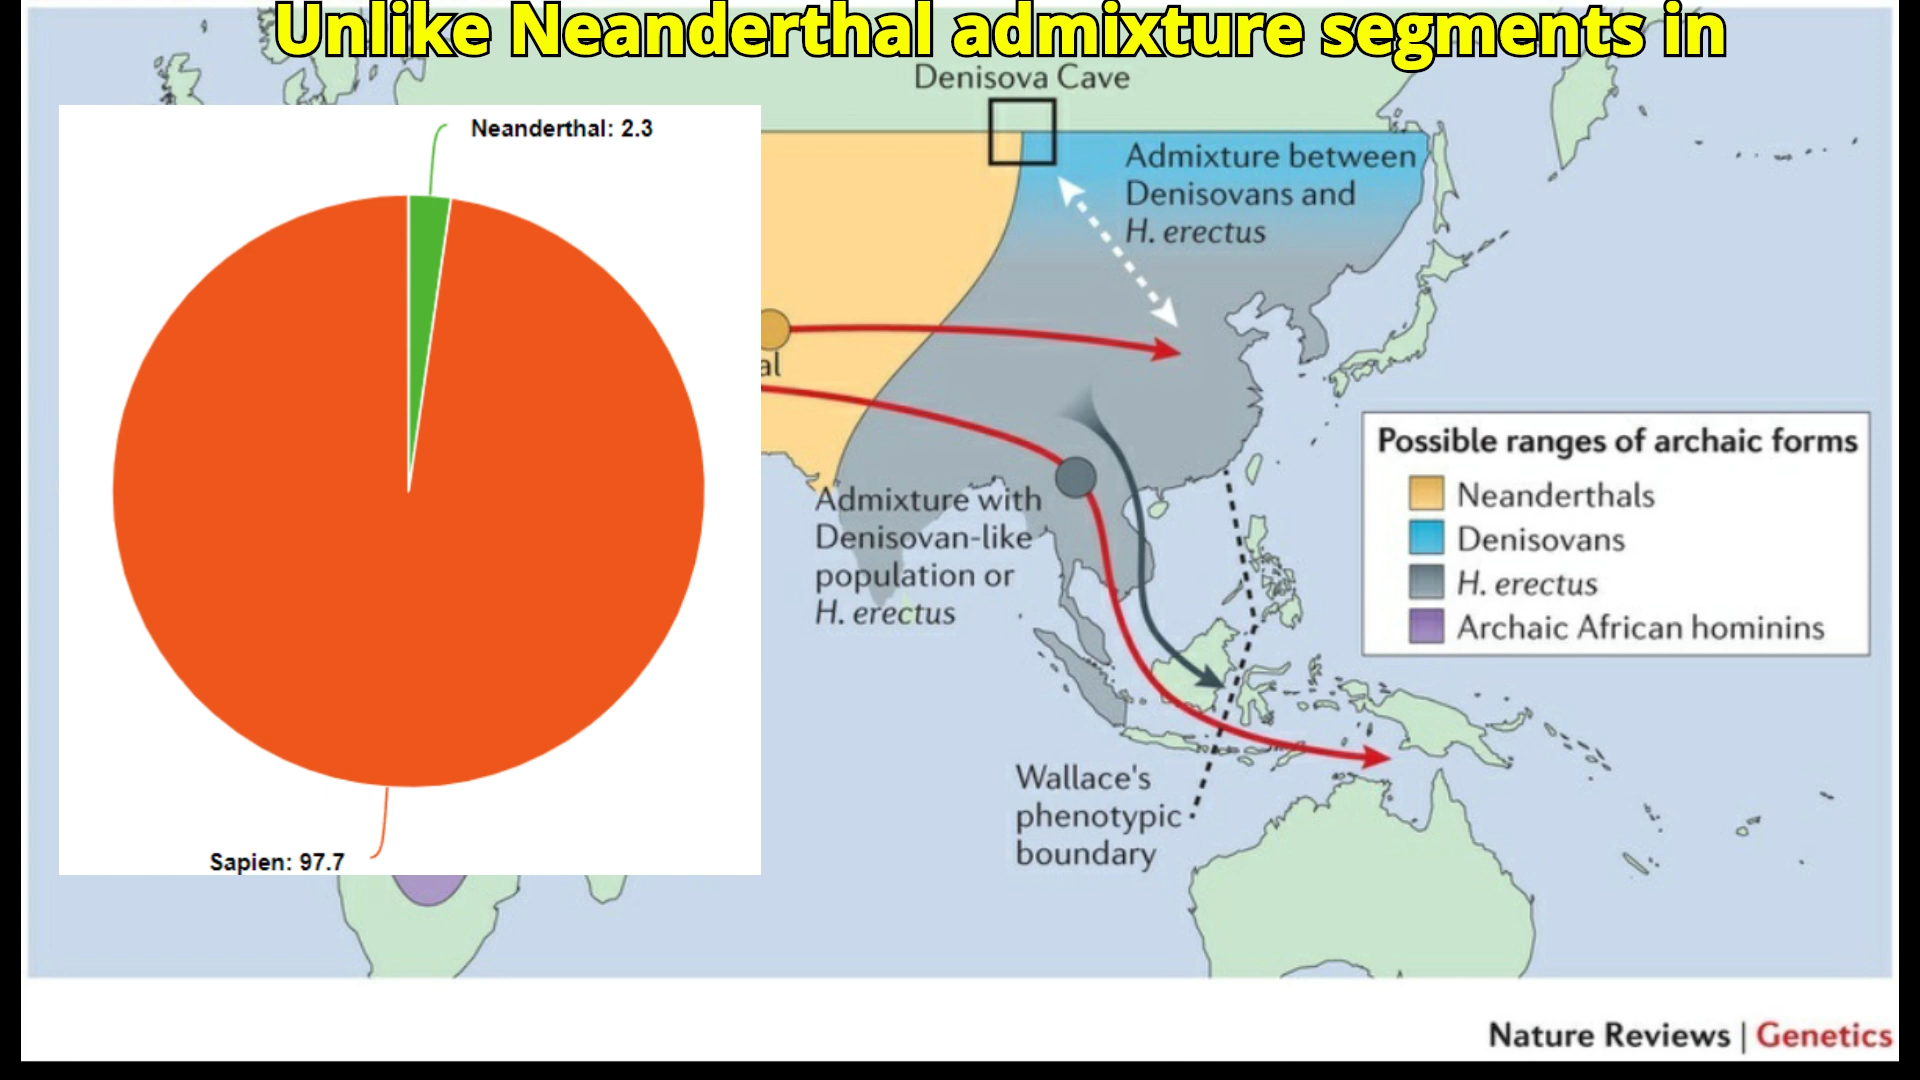 Unlike Neanderthal admixture segments in
Denisova Cave
Neanderthal: 2.3
Admixture between
Denisovans and
H. erectus
al
Possible ranges of archaic forms
Neanderthals
Denisovans
H. erectus
Archaic African hominins
Admixture with
Denisovan-like
population or
H. erectus
Wallace's
phenotypic
boundary
Sapien: 97.7
Nature Reviews | Genetics